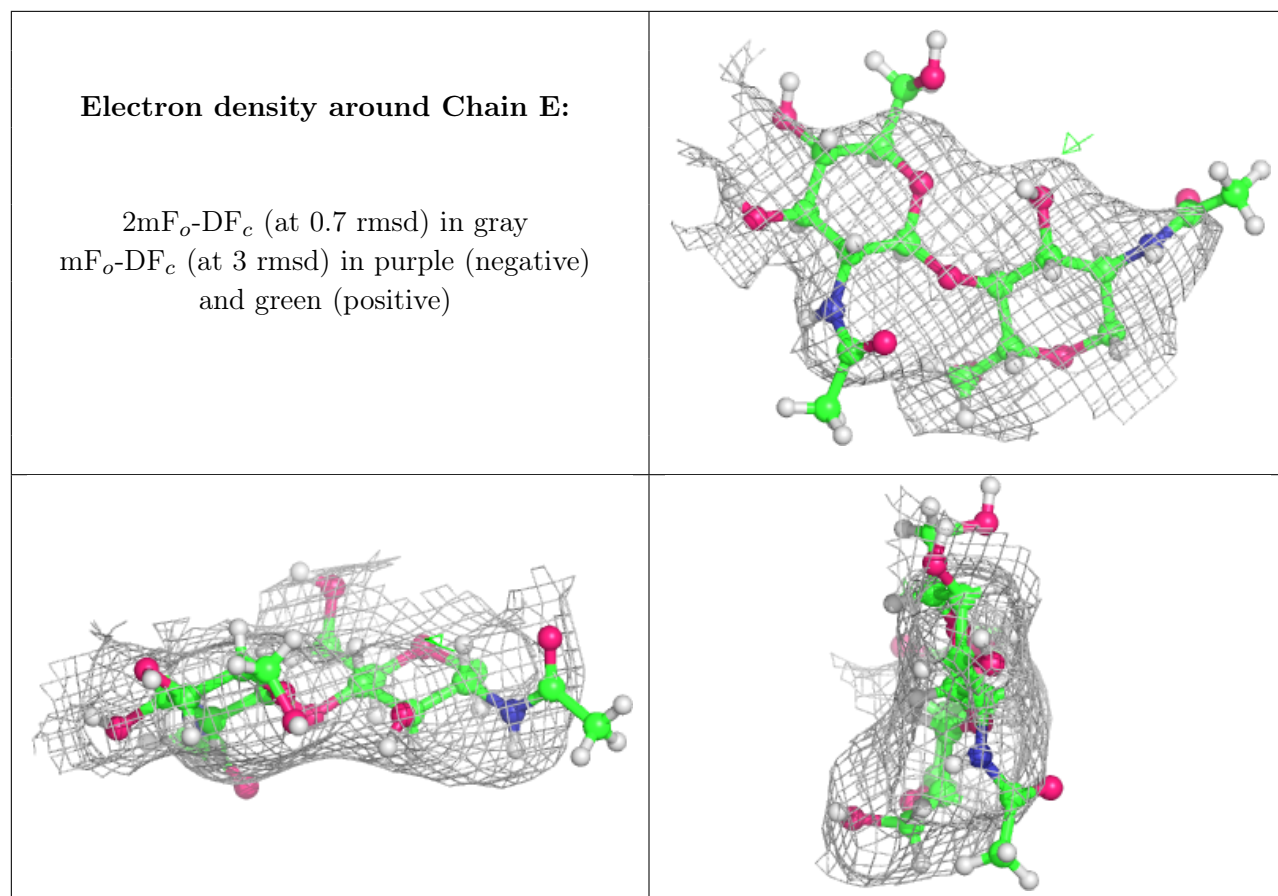 Electron density around Chain E:
2mFₒ-DF𝒸 (at 0.7 rmsd) in gray
mFₒ-DF𝒸 (at 3 rmsd) in purple (negative)
and green (positive)